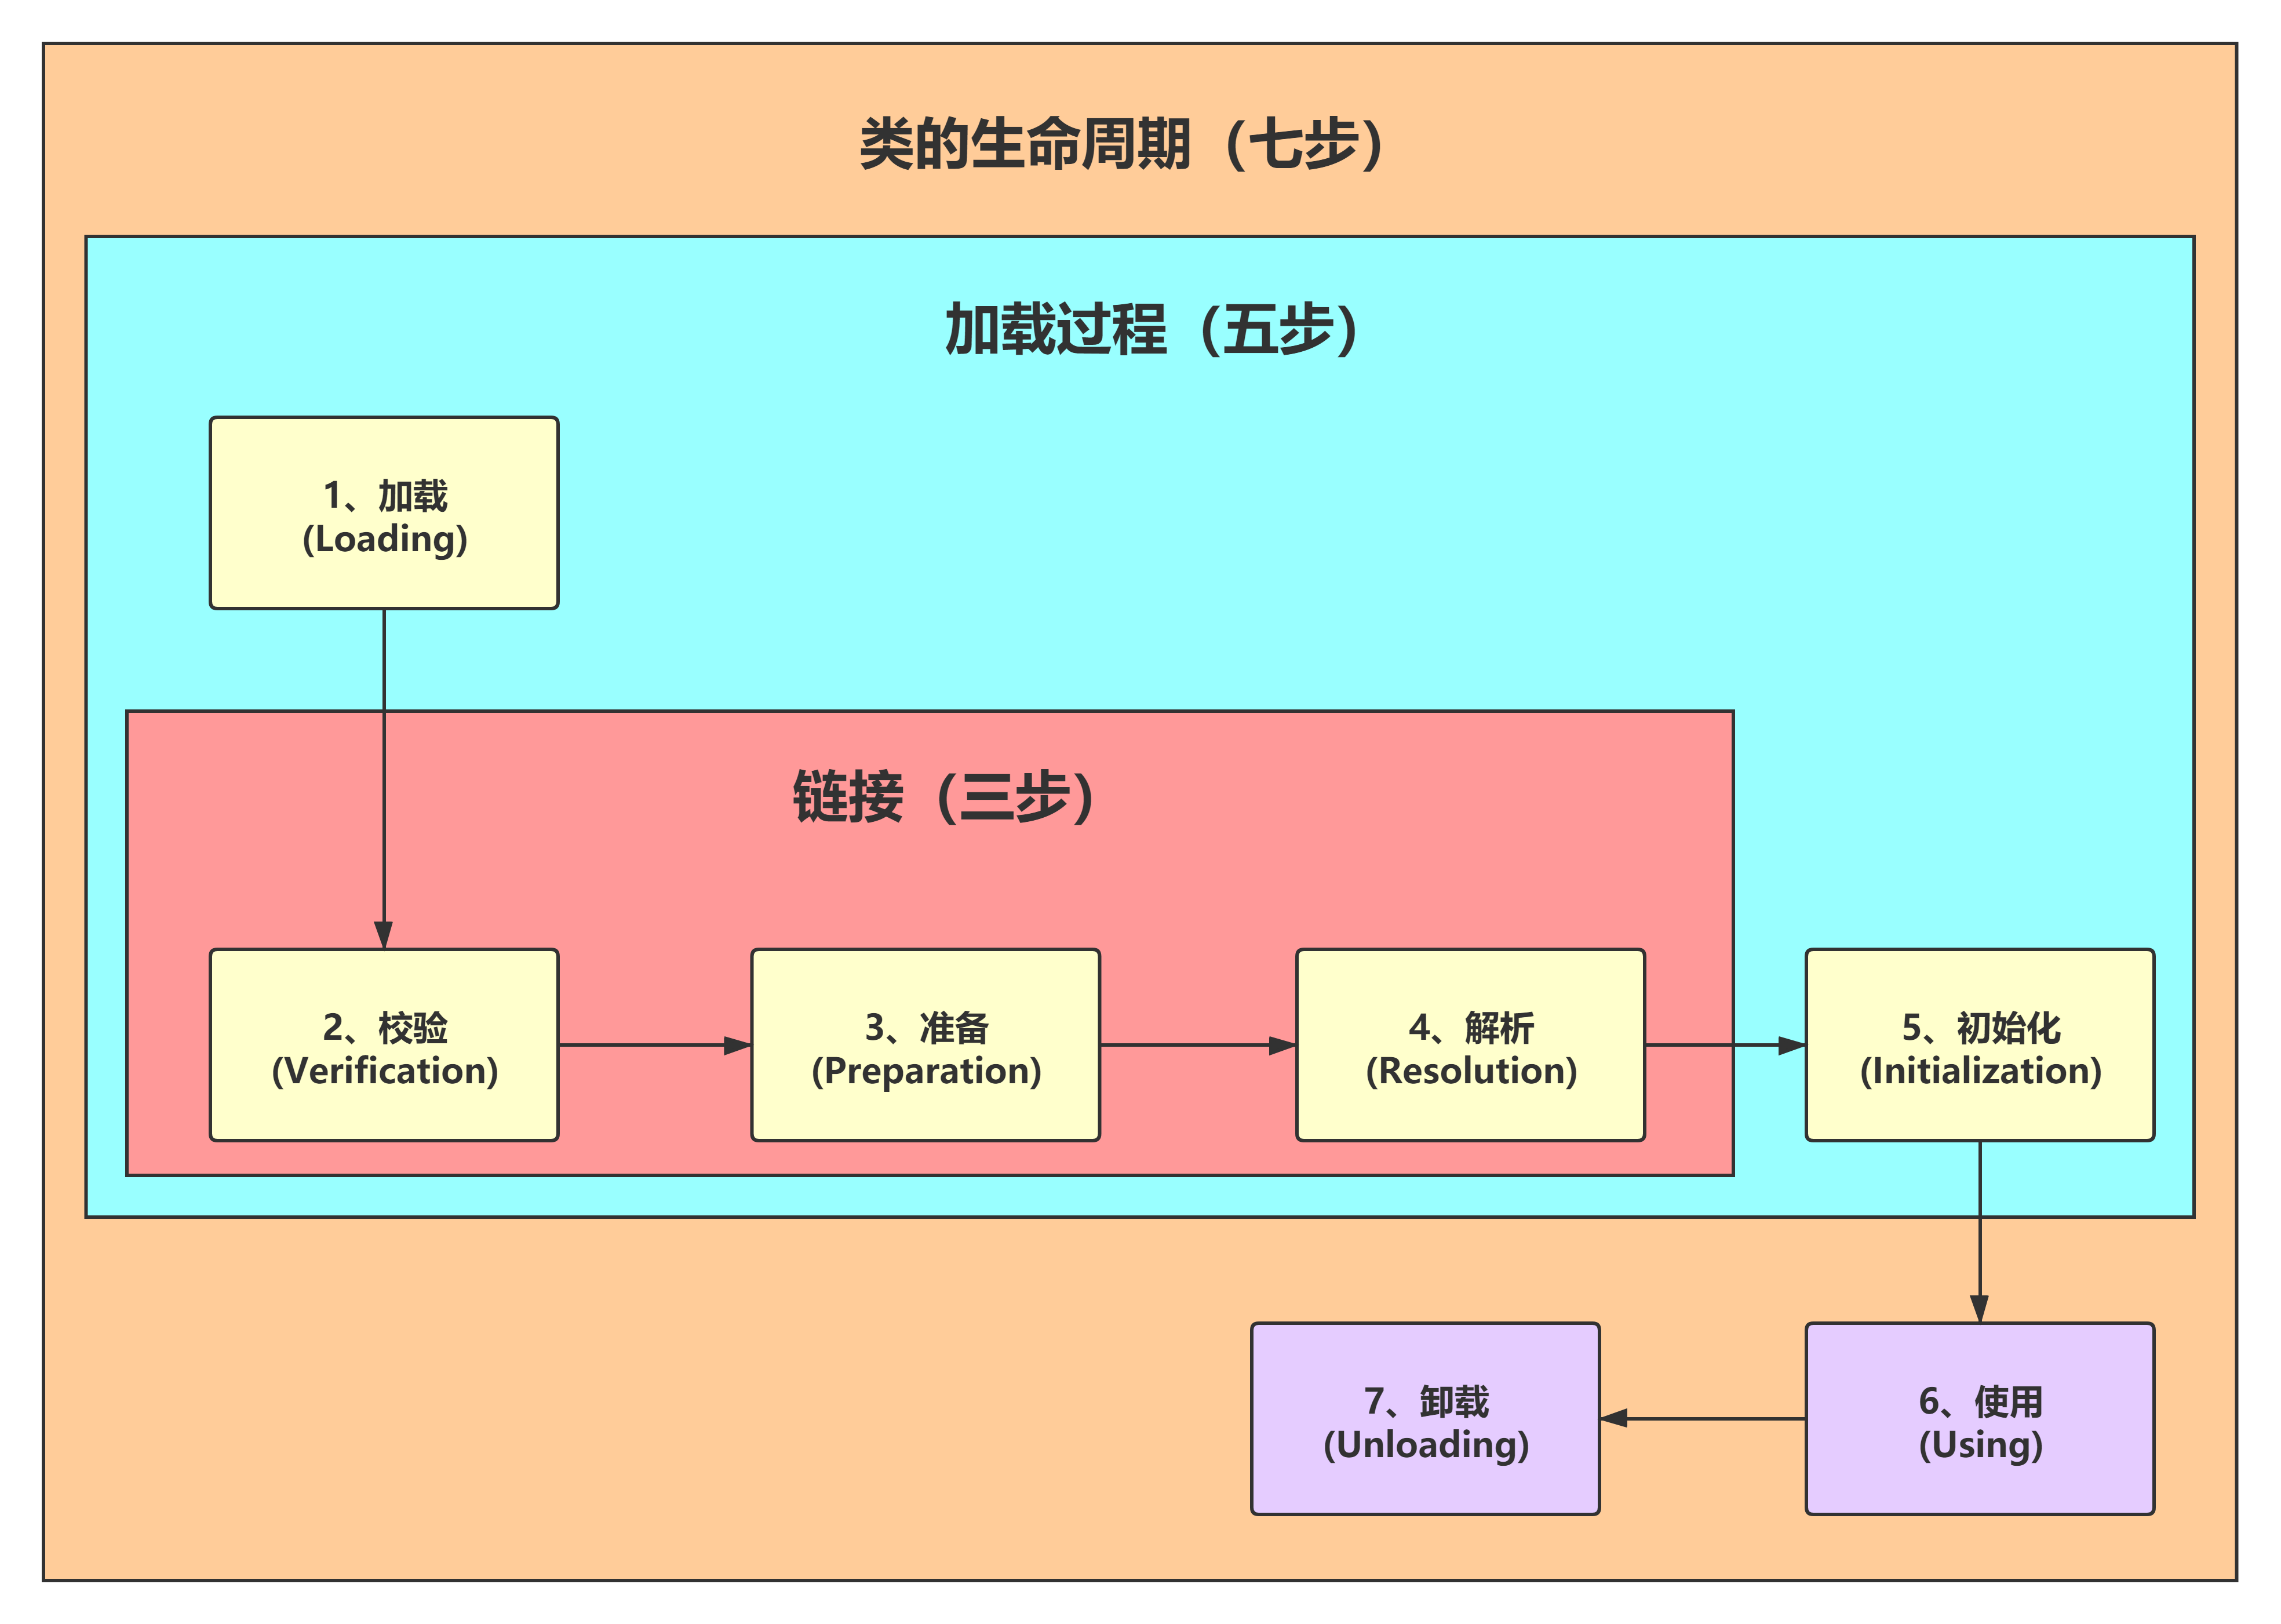 类的生命周期（七步）
加载过程（五步）
1、加载
(Loading)
链接（三步）
2、校验
(Verification)
3、准备
(Preparation)
4、解析
(Resolution)
5、初始化
(Initialization)
6、使用
(Using)
7、卸载
(Unloading)